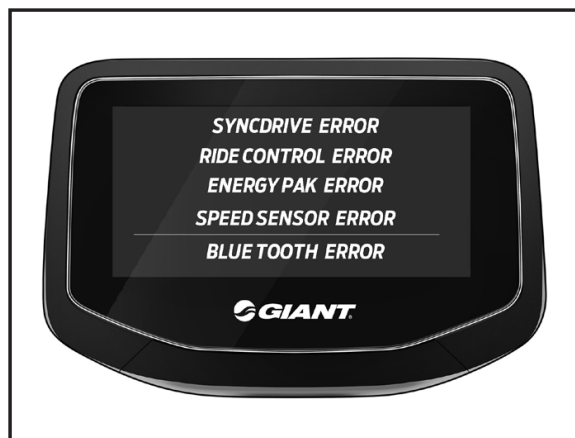 SYNCDRIVE ERROR
RIDE CONTROL ERROR
ENERGY PAK ERROR
SPEED SENSOR ERROR
BLUE TOOTH ERROR
GIANT